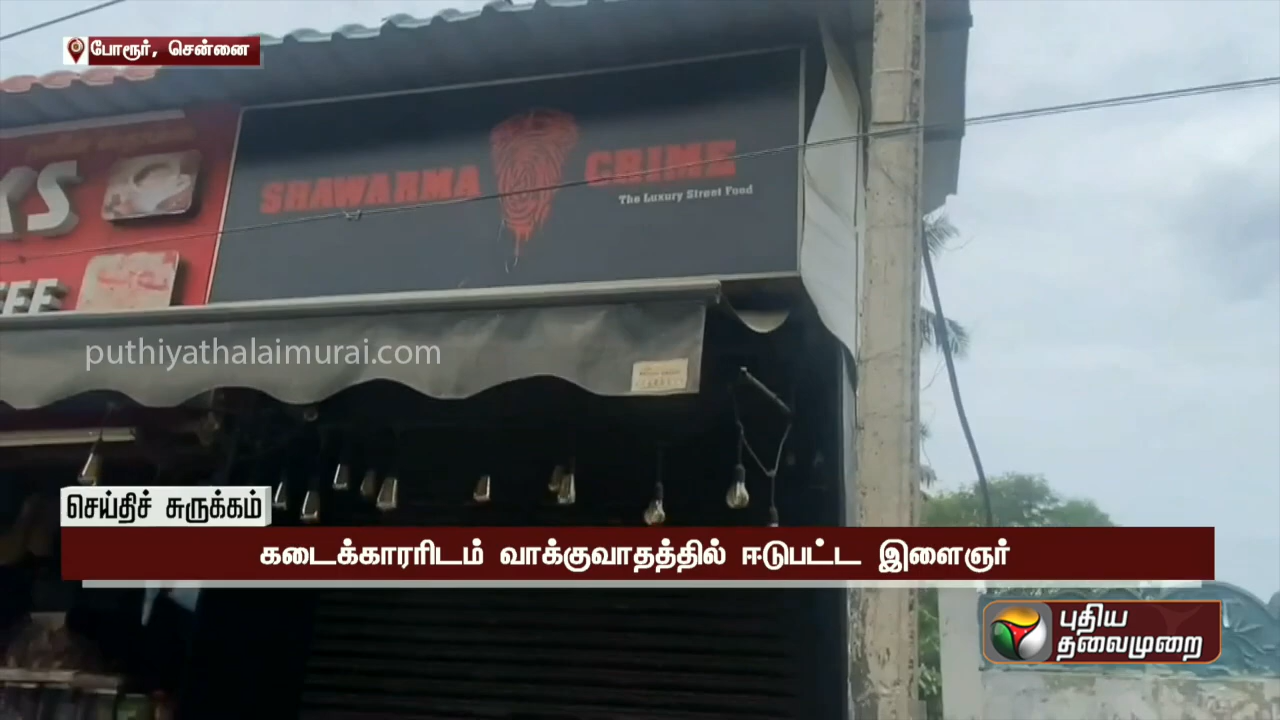 போரூர், சென்னை
SHAWARMA CRIME
The Luxury Street Food
puthiyathalaimurai.com
செய்திச் சுருக்கம்
கடைக்காரரிடம் வாக்குவாதத்தில் ஈடுபட்ட இளைஞர்
புதிய
தலைமுறை